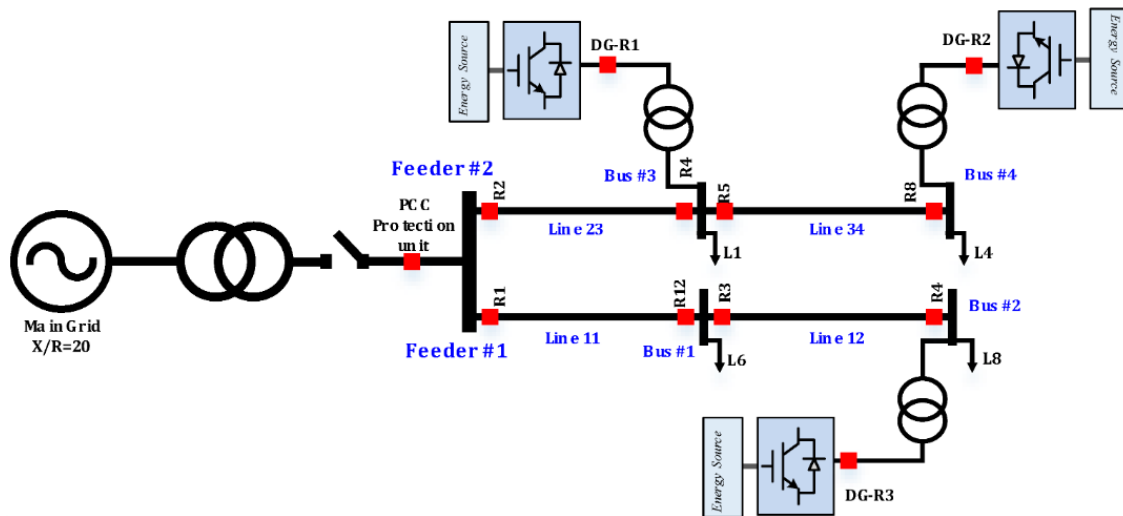 Energy Source
DG-R1
DG-R2
Energy Source
Feeder #2
PCC
Protection
unit
R2
Line 23
Bus #3
R4
R5
L1
Line 34
R8
Bus #4
L4
Main Grid
X/R=20
Feeder #1
R1
Line 11
R12
Bus #1
R3
L6
Line 12
R4
Bus #2
L8
Energy Source
DG-R3